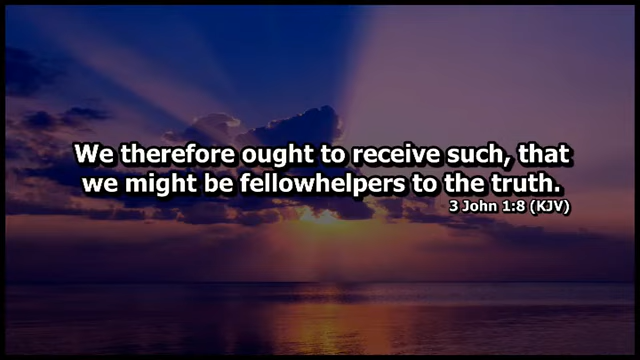 We therefore ought to receive such, that
we might be fellowhelpers to the truth.
3 John 1:8 (KJV)